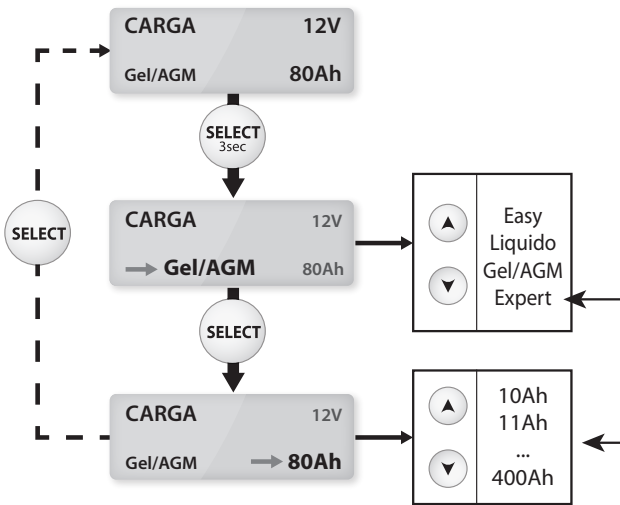 CARGA 12V
Gel/AGM 80Ah
SELECT
3sec
CARGA 12V
Gel/AGM 80Ah
SELECT
SELECT
CARGA 12V
Gel/AGM 80Ah
Easy
Liquido
Gel/AGM
Expert
10Ah
11Ah
...
400Ah